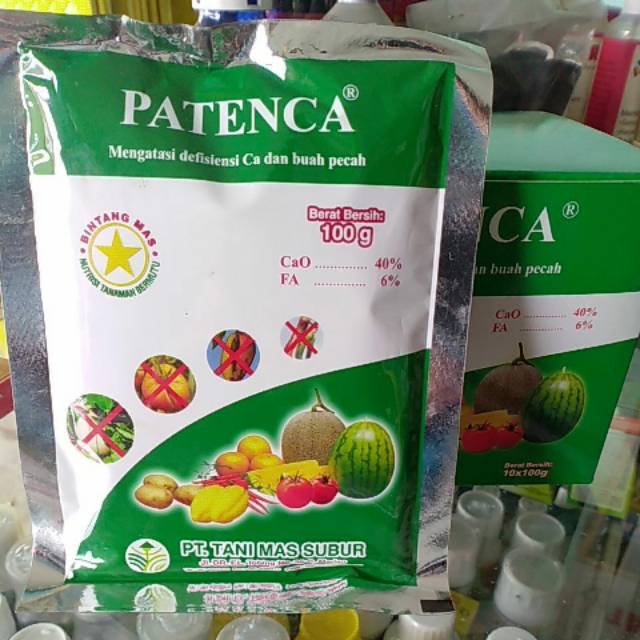 PATENCA®
Mengatasi defisiensi Ca dan buah pecah
BINTANG MAS
NUTRISI TANAMAN BERMUTU
Berat Bersih:
100 g
CaO .............. 40%
FA .............. 6%
PT. TANI MAS SUBUR
NCA®
an buah pecah
CaO .............. 40%
FA .............. 6%
Berat Bersih:
10x100g